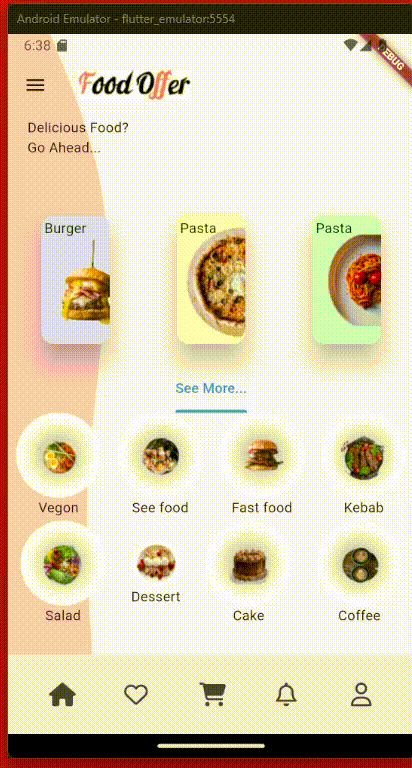 Android Emulator - flutter_emulator:5554
6:38
DEBUG
Food Offer
Delicious Food?
Go Ahead...
Burger
Pasta
Pasta
See More...
Vegon
See food
Fast food
Kebab
Salad
Dessert
Cake
Coffee